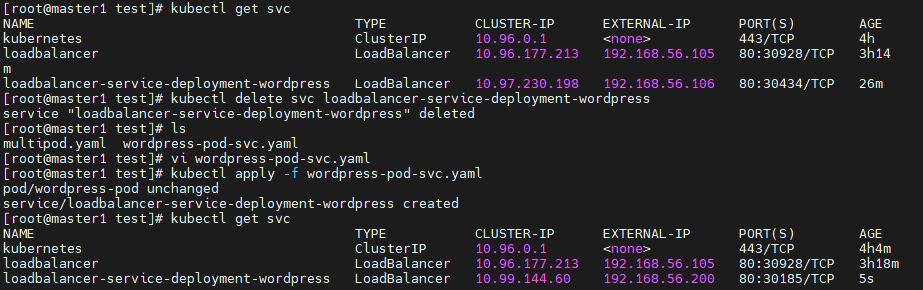 [root@master1 test]# kubectl get svc
NAME                                         TYPE           CLUSTER-IP      EXTERNAL-IP      PORT(S)        AGE
kubernetes                                   ClusterIP      10.96.0.1       <none>           443/TCP        4h
loadbalancer                                 LoadBalancer   10.96.177.213   192.168.56.105   80:30928/TCP   3h14
m
loadbalancer-service-deployment-wordpress   LoadBalancer   10.97.230.198   192.168.56.106   80:30434/TCP   26m
[root@master1 test]# kubectl delete svc loadbalancer-service-deployment-wordpress
service "loadbalancer-service-deployment-wordpress" deleted
[root@master1 test]# ls
multipod.yaml  wordpress-pod-svc.yaml
[root@master1 test]# vi wordpress-pod-svc.yaml
[root@master1 test]# kubectl apply -f wordpress-pod-svc.yaml
pod/wordpress-pod unchanged
service/loadbalancer-service-deployment-wordpress created
[root@master1 test]# kubectl get svc
NAME                                         TYPE           CLUSTER-IP      EXTERNAL-IP      PORT(S)        AGE
kubernetes                                   ClusterIP      10.96.0.1       <none>           443/TCP        4h4m
loadbalancer                                 LoadBalancer   10.96.177.213   192.168.56.105   80:30928/TCP   3h18m
loadbalancer-service-deployment-wordpress   LoadBalancer   10.99.144.60    192.168.56.200   80:30185/TCP   5s